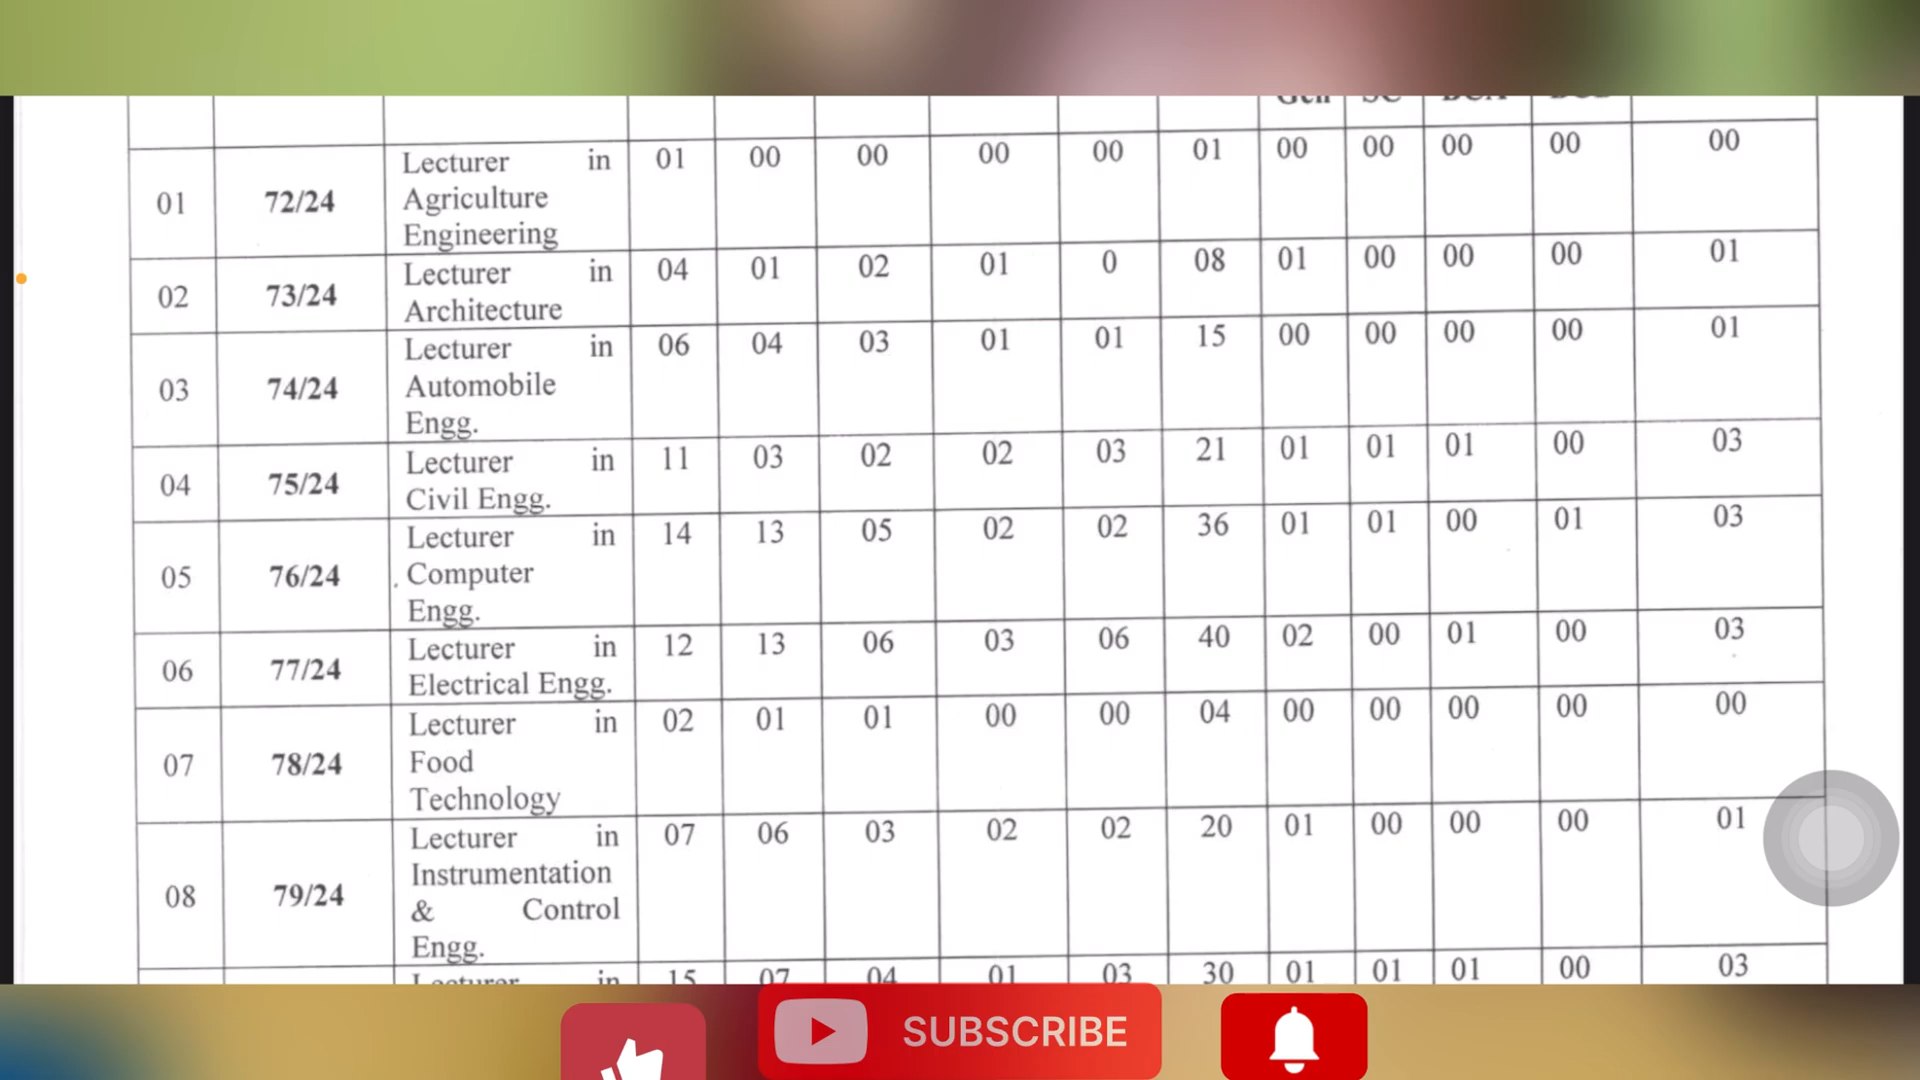 Gen SC BCA
01 72/24 Lecturer in Agriculture Engineering 01 00 00 00 00 01 00 00 00 00 00
02 73/24 Lecturer in Architecture 04 01 02 01 0 08 01 00 00 00 01
03 74/24 Lecturer in Automobile Engg. 06 04 03 01 01 15 00 00 00 00 01
04 75/24 Lecturer in Civil Engg. 11 03 02 02 03 21 01 01 01 00 03
05 76/24 Lecturer in Computer Engg. 14 13 05 02 02 36 01 01 00 01 03
06 77/24 Lecturer in Electrical Engg. 12 13 06 03 06 40 02 00 01 00 03
07 78/24 Lecturer in Food Technology 02 01 01 00 00 04 00 00 00 00 00
08 79/24 Lecturer in Instrumentation & Control Engg. 07 06 03 02 02 20 01 00 00 00 01
Lecturer in 15 07 04 01 03 30 01 01 01 00 03
SUBSCRIBE